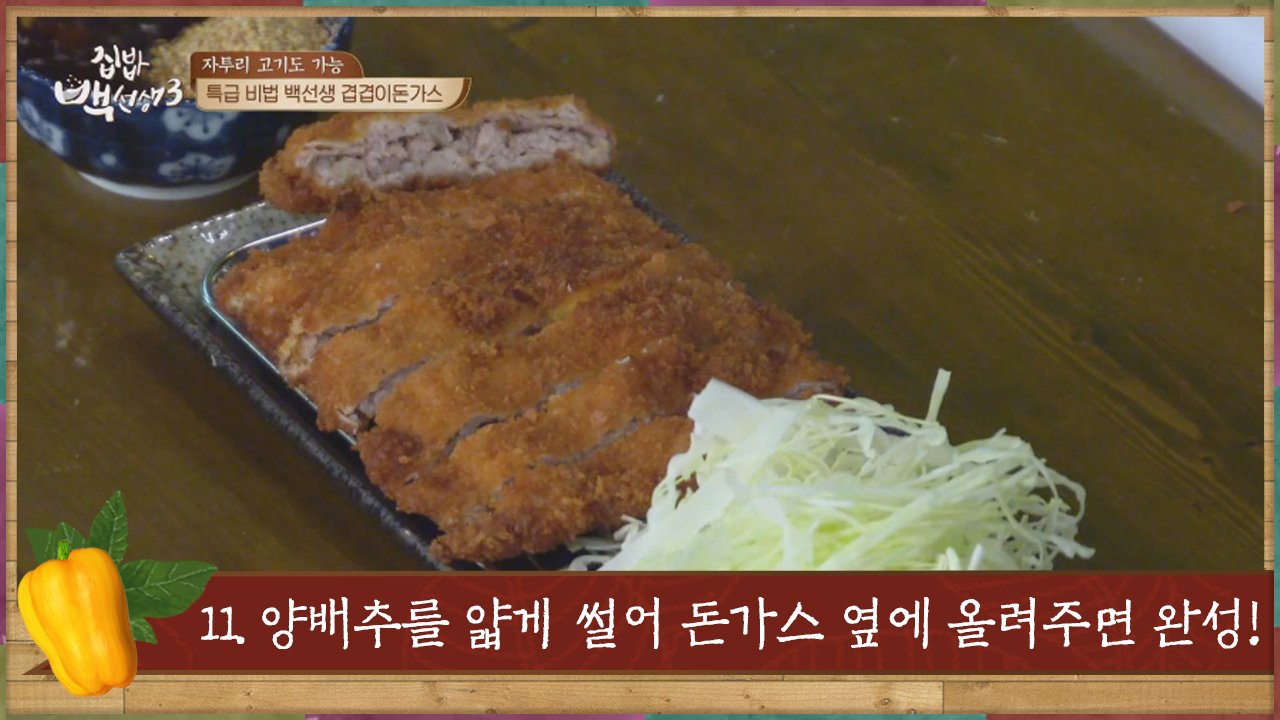 집밥
백선생3
자투리 고기도 가능
특급 비법 백선생 겹겹이돈가스
11. 양배추를 얇게 썰어 돈가스 옆에 올려주면 완성!